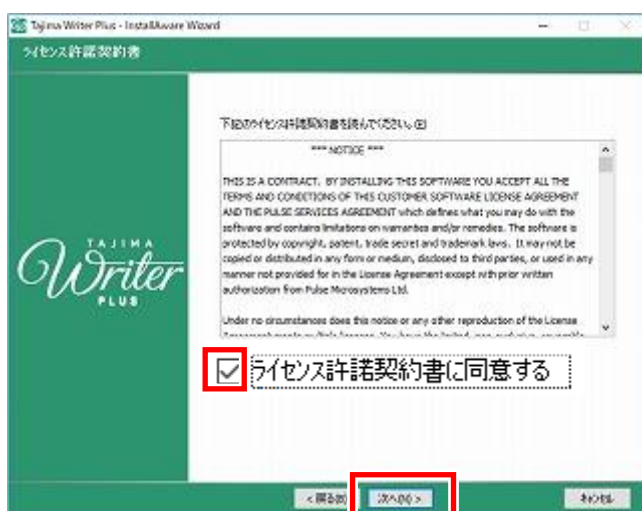 Tajima Writer Plus - InstallAware Wizard
ライセンス許諾契約書
下記のライセンス許諾契約書を読んでください。(E)
*** NOTICE ***
THIS IS A CONTRACT. BY INSTALLING THIS SOFTWARE YOU ACCEPT ALL THE
TERMS AND CONDITIONS OF THIS CUSTOMER SOFTWARE LICENSE AGREEMENT
AND THE PULSE SERVICES AGREEMENT which defines what you may do with the
software and contains limitations on warranties and/or remedies. The software is
protected by copyright, patent, trade secret and trademark laws. It may not be
copied or distributed in any form or medium, disclosed to third parties, or used in any
manner not provided for in the License Agreement except with prior written
authorization from Pulse Microsystems Ltd.
Under no circumstances does this notice or any other reproduction of the License
TAJIMA
Writer
PLUS
ライセンス許諾契約書に同意する
< 戻る(B)
次へ(N) >
キャンセル